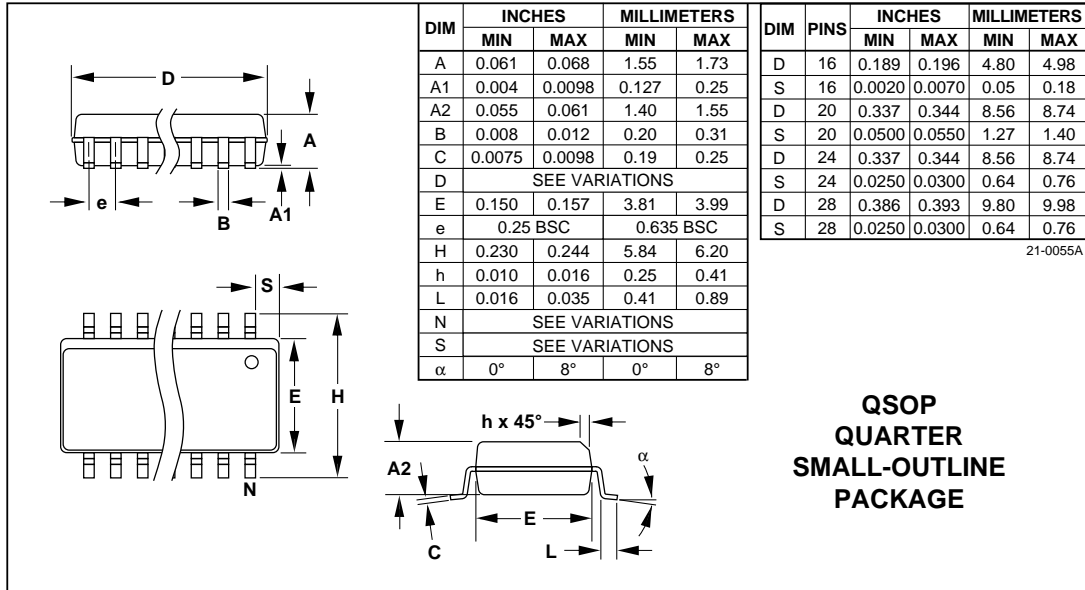 D
A
e
B
A1
S
E
H
N
DIM INCHES MILLIMETERS
MIN MAX MIN MAX
A 0.061 0.068 1.55 1.73
A1 0.004 0.0098 0.127 0.25
A2 0.055 0.061 1.40 1.55
B 0.008 0.012 0.20 0.31
C 0.0075 0.0098 0.19 0.25
D SEE VARIATIONS
E 0.150 0.157 3.81 3.99
e 0.25 BSC 0.635 BSC
H 0.230 0.244 5.84 6.20
h 0.010 0.016 0.25 0.41
L 0.016 0.035 0.41 0.89
N SEE VARIATIONS
S SEE VARIATIONS
α 0° 8° 0° 8°
DIM PINS INCHES MILLIMETERS
MIN MAX MIN MAX
D 16 0.189 0.196 4.80 4.98
S 16 0.0020 0.0070 0.05 0.18
D 20 0.337 0.344 8.56 8.74
S 20 0.0500 0.0550 1.27 1.40
D 24 0.337 0.344 8.56 8.74
S 24 0.0250 0.0300 0.64 0.76
D 28 0.386 0.393 9.80 9.98
S 28 0.0250 0.0300 0.64 0.76
21-0055A
h x 45°
A2
α
E
C
L
QSOP
QUARTER
SMALL-OUTLINE
PACKAGE